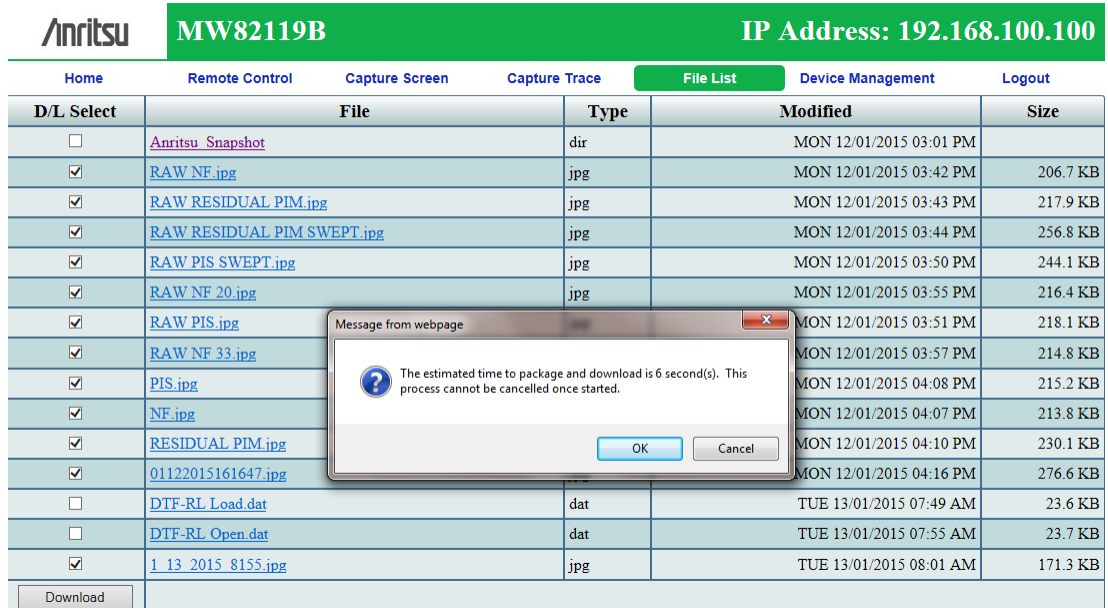 Anritsu MW82119B IP Address: 192.168.100.100
Home Remote Control Capture Screen Capture Trace File List Device Management Logout
D/L Select File Type Modified Size
Anritsu Snapshot dir MON 12/01/2015 03:01 PM
RAW NF.jpg jpg MON 12/01/2015 03:42 PM 206.7 KB
RAW RESIDUAL PIM.jpg jpg MON 12/01/2015 03:43 PM 217.9 KB
RAW RESIDUAL PIM SWEPT.jpg jpg MON 12/01/2015 03:44 PM 256.8 KB
RAW PIS SWEPT.jpg jpg MON 12/01/2015 03:50 PM 244.1 KB
RAW NF 20.jpg jpg MON 12/01/2015 03:55 PM 216.4 KB
RAW PIS.jpg MON 12/01/2015 03:51 PM 218.1 KB
Message from webpage
RAW NF 33.jpg MON 12/01/2015 03:57 PM 214.8 KB
The estimated time to package and download is 6 second(s). This
process cannot be cancelled once started.
PIS.jpg MON 12/01/2015 04:08 PM 215.2 KB
NF.jpg MON 12/01/2015 04:07 PM 213.8 KB
RESIDUAL PIM.jpg MON 12/01/2015 04:10 PM 230.1 KB
OK Cancel
01122015161647.jpg MON 12/01/2015 04:16 PM 276.6 KB
DTF-RL Load.dat dat TUE 13/01/2015 07:49 AM 23.6 KB
DTF-RL Open.dat dat TUE 13/01/2015 07:55 AM 23.7 KB
1 13 2015 8155.jpg jpg TUE 13/01/2015 08:01 AM 171.3 KB
Download